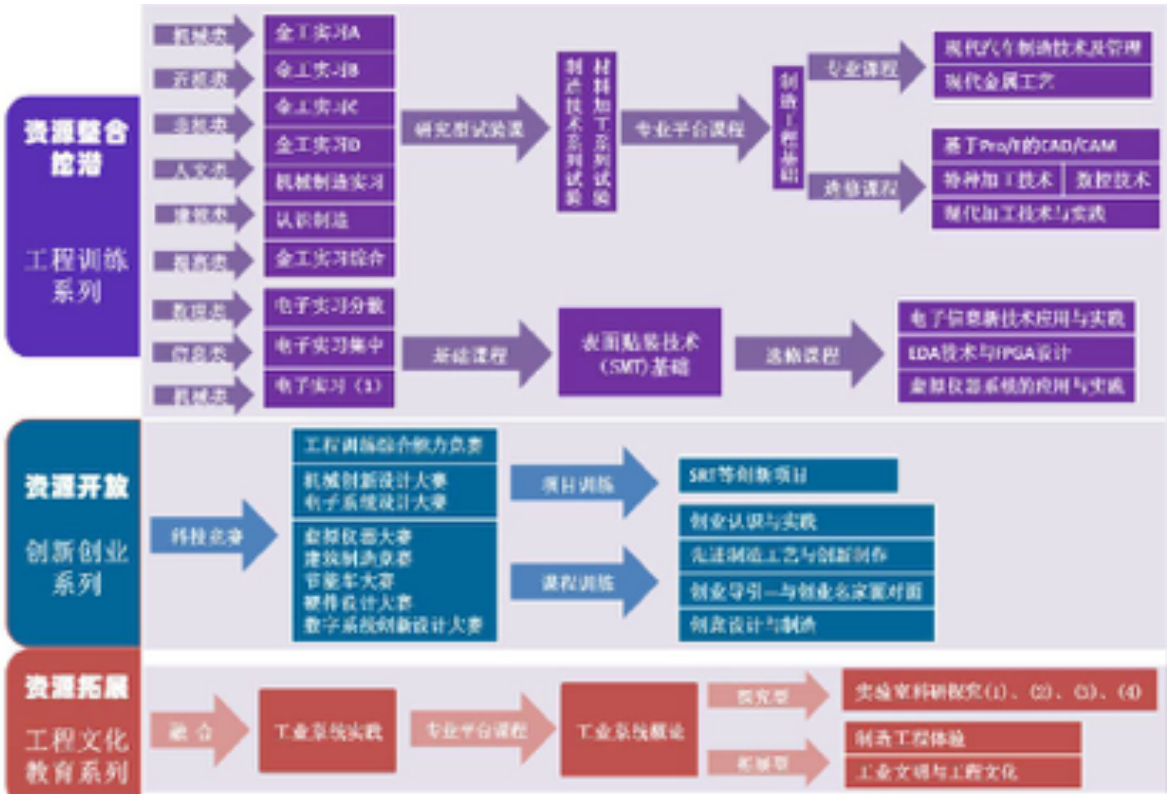 资源整合
挖潜
工程训练
系列
机械类
近机类
非机类
人文类
建筑类
数理类
信息类
机械类
金工实习A
金工实习B
金工实习C
金工实习D
机械制造实习
认识制造
金工实习综合
电子实习分散
电子实习集中
电子实习（1）
研究型试验课
材料加工系列试验
制造技术系列试验
专业平台课程
制造工程基础
专业课程
现代汽车制造技术及管理
现代金属工艺
选修课程
基于Pro/E的CAD/CAM
特种加工技术
数控技术
现代加工技术与实践
基础课程
表面贴装技术
(SMT)基础
选修课程
电子信息新技术应用与实践
EDA技术与FPGA设计
虚拟仪器系统的应用与实践
资源开放
创新创业
系列
科技竞赛
工程训练综合能力竞赛
机械创新设计大赛
电子系统设计大赛
虚拟仪器大赛
建筑制造竞赛
节能车大赛
硬件设计大赛
数字系统创新设计大赛
项目训练
SRT等创新项目
课程训练
创业认识与实践
先进制造工艺与创新制作
创业导引—与创业名家面对面
创意设计与制造
资源拓展
工程文化
教育系列
融 合
工业系统实践
专业平台课程
工业系统概论
探究型
实验室科研探究(1)、(2)、(3)、(4)
拓展型
制造工程体验
工业文明与工程文化